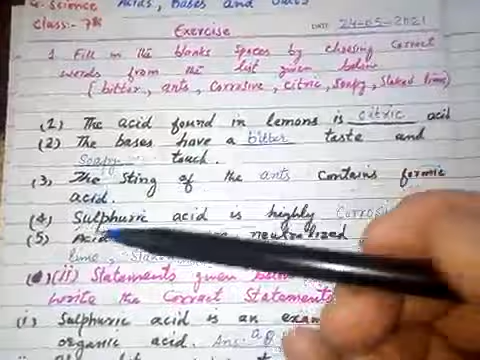 Science Acids, Bases and Salts
Class:- 7th DATE 24-05-2021
Exercise
1 Fill in the blanks Spaces by choosing Correct
words from the list given below
[bitter, ants, Corrosive, citric, Soapy, Slaked lime)
(1) The acid found in lemons is citric acid
(2) The bases have a bitter taste and
Soapy touch.
(3) The Sting of the ants Contains formic
acid.
(4) Sulphuric acid is highly
(5) neutralized
lime,
(ii) Statements given
write the Correct Statements
(i) Sulphuric acid is an
organic acid. Ans:-